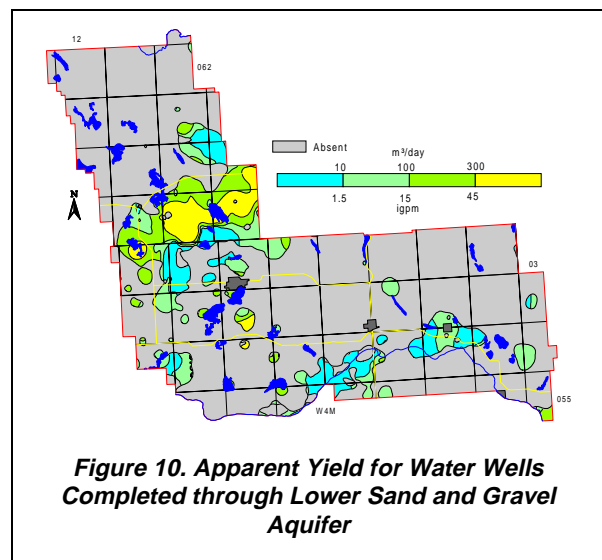 12
062
Absent
m³/day
10 100 300
1.5 15 45
igpm
N
03
W4M
055
Figure 10. Apparent Yield for Water Wells
Completed through Lower Sand and Gravel
Aquifer